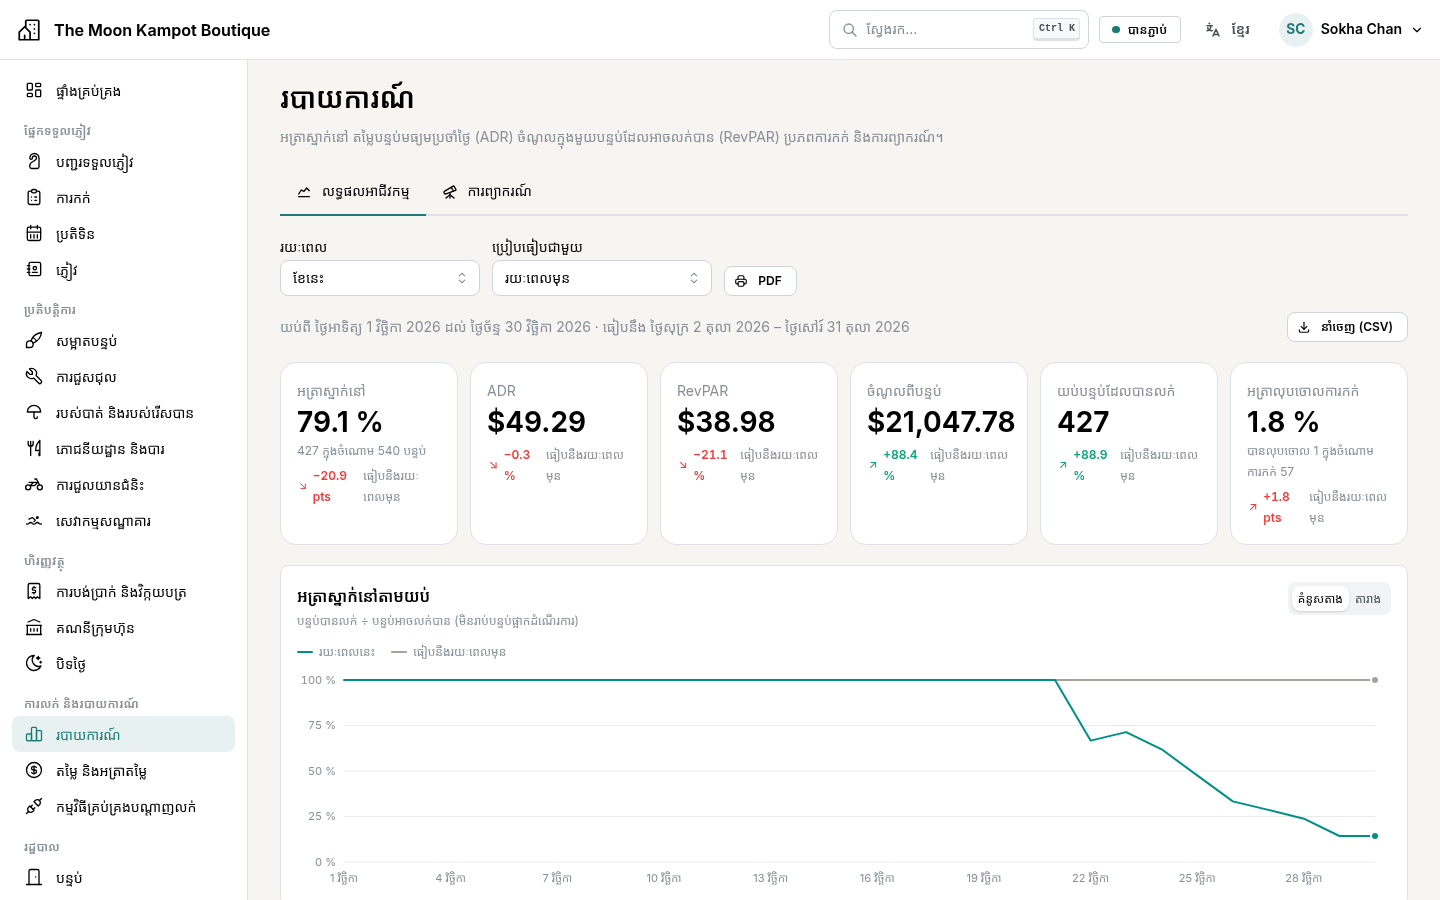 The Moon Kampot Boutique
ស្វែងរក...
Ctrl K
បានភ្ជាប់
ខ្មែរ
SC
Sokha Chan
ផ្ទាំងគ្រប់គ្រង
ផ្នែកទទួលភ្ញៀវ
បញ្ជរទទួលភ្ញៀវ
ការកក់
ប្រតិទិន
ភ្ញៀវ
ប្រតិបត្តិការ
សម្អាតបន្ទប់
ការជួសជុល
របស់បាត់ និងរបស់រើសបាន
ភោជនីយដ្ឋាន និងបារ
ការជួលយានជំនិះ
សេវាកម្មសណ្ឋាគារ
ហិរញ្ញវត្ថុ
ការបង់ប្រាក់ និងវិក្កយបត្រ
គណនីក្រុមហ៊ុន
បិទថ្ងៃ
ការលក់ និងរបាយការណ៍
របាយការណ៍
តម្លៃ និងអត្រាតម្លៃ
កម្មវិធីគ្រប់គ្រងបណ្តាញលក់
រដ្ឋបាល
បន្ទប់
របាយការណ៍
អត្រាស្នាក់នៅ តម្លៃបន្ទប់មធ្យមប្រចាំថ្ងៃ (ADR) ចំណូលក្នុងមួយបន្ទប់ដែលអាចលក់បាន (RevPAR) ប្រភពការកក់ និងការព្យាករណ៍។
លទ្ធផលអាជីវកម្ម
ការព្យាករណ៍
រយៈពេល
ប្រៀបធៀបជាមួយ
ខែនេះ
រយៈពេលមុន
PDF
យប់ពី ថ្ងៃអាទិត្យ 1 វិច្ឆិកា 2026 ដល់ ថ្ងៃច័ន្ទ 30 វិច្ឆិកា 2026 · ធៀបនឹង ថ្ងៃសុក្រ 2 តុលា 2026 – ថ្ងៃសៅរ៍ 31 តុលា 2026
នាំចេញ (CSV)
អត្រាស្នាក់នៅ
79.1 %
427 ក្នុងចំណោម 540 បន្ទប់
−20.9 pts
ធៀបនឹងរយៈពេលមុន
ADR
$49.29
−0.3 %
ធៀបនឹងរយៈពេលមុន
RevPAR
$38.98
−21.1 %
ធៀបនឹងរយៈពេលមុន
ចំណូលពីបន្ទប់
$21,047.78
+88.4 %
ធៀបនឹងរយៈពេលមុន
យប់បន្ទប់ដែលបានលក់
427
+88.9 %
ធៀបនឹងរយៈពេលមុន
អត្រាលុបចោលការកក់
1.8 %
បានលុបចោល 1 ក្នុងចំណោម
ការកក់ 57
+1.8 pts
ធៀបនឹងរយៈពេលមុន
អត្រាស្នាក់នៅតាមយប់
បន្ទប់បានលក់ ÷ បន្ទប់អាចលក់បាន (មិនរាប់បន្ទប់ផ្អាកដំណើរការ)
គំនូសតាង
តារាង
រយៈពេលនេះ
ធៀបនឹងរយៈពេលមុន
100 %
75 %
50 %
25 %
0 %
1 វិច្ឆិកា
4 វិច្ឆិកា
7 វិច្ឆិកា
10 វិច្ឆិកា
13 វិច្ឆិកា
16 វិច្ឆិកា
19 វិច្ឆិកា
22 វិច្ឆិកា
25 វិច្ឆិកា
28 វិច្ឆិកា